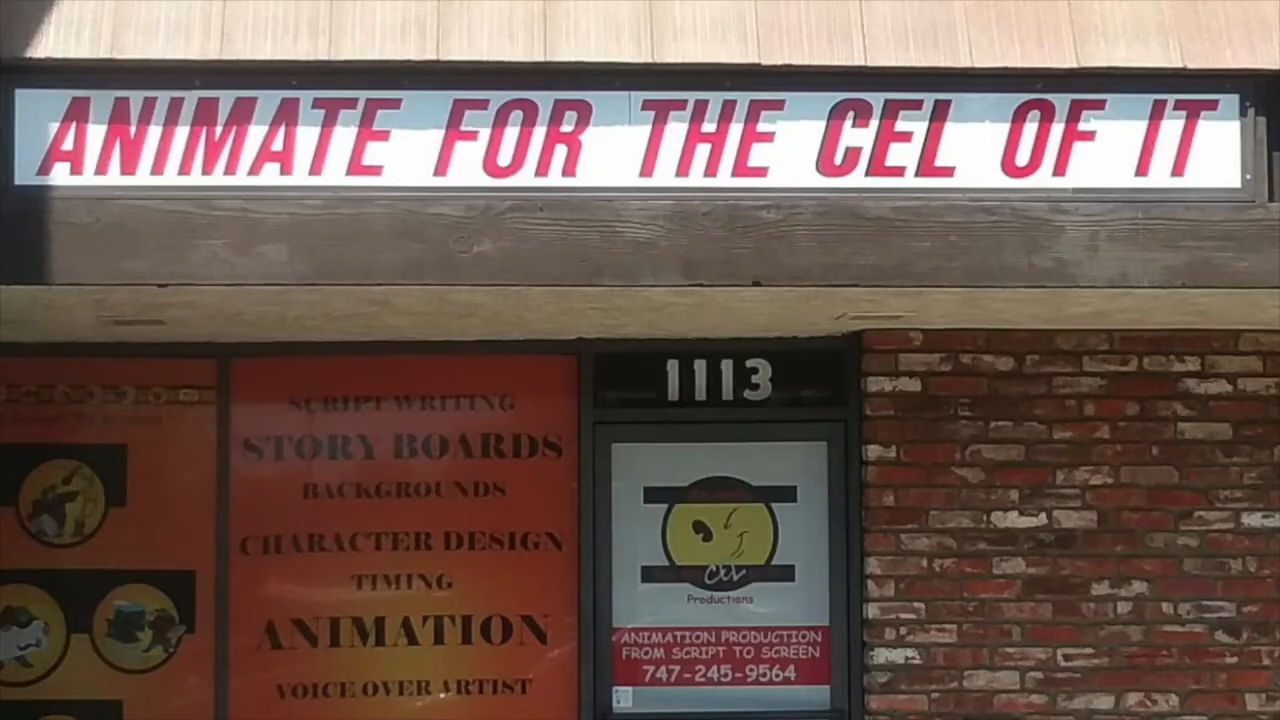 ANIMATE FOR THE CEL OF IT
1113
SCRIPT WRITING
STORY BOARDS
BACKGROUNDS
CHARACTER DESIGN
TIMING
ANIMATION
VOICE OVER ARTIST
CEL
Productions
ANIMATION PRODUCTION
FROM SCRIPT TO SCREEN
747-245-9564